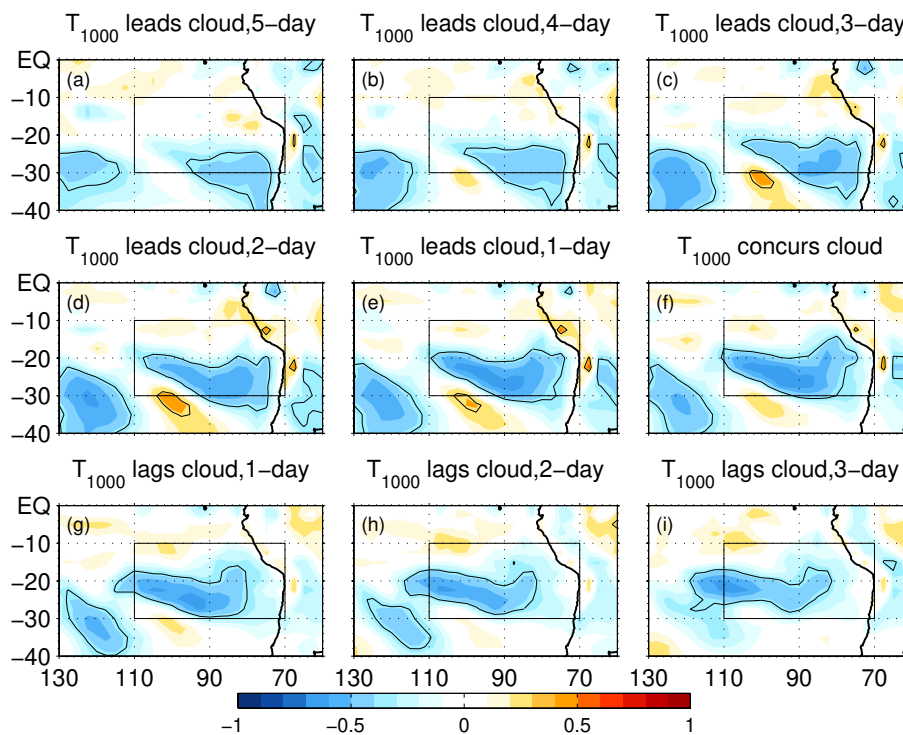 T1000 leads cloud,5−day T1000 leads cloud,4−day T1000 leads cloud,3−day
EQ (a) (b) (c)
−10
−20
−30
−40
T1000 leads cloud,2−day T1000 leads cloud,1−day T1000 concurs cloud
EQ (d) (e) (f)
−10
−20
−30
−40
T1000 lags cloud,1−day T1000 lags cloud,2−day T1000 lags cloud,3−day
EQ (g) (h) (i)
−10
−20
−30
−40
130 110 90 130 110 90 130 110 90
−1 −0.5 0 0.5 1